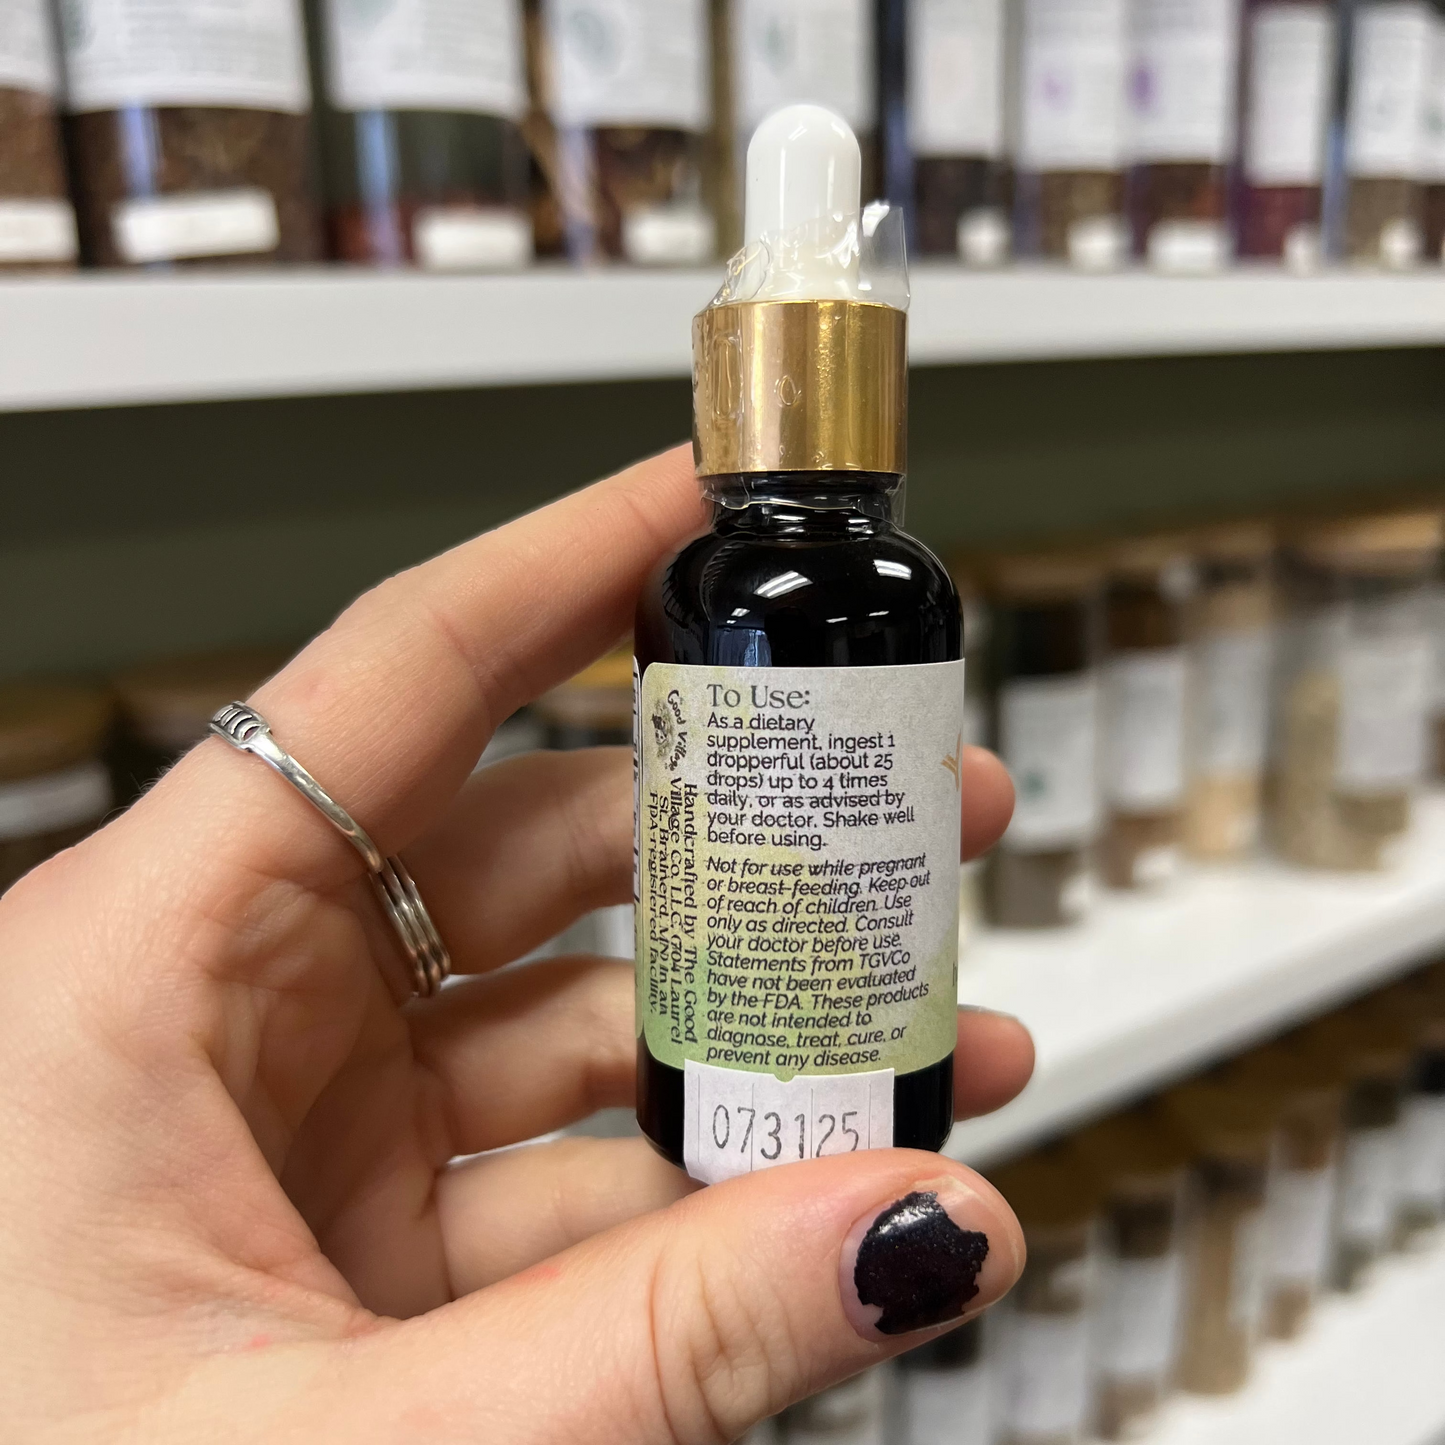 To Use:
As a dietary
supplement, ingest 1
dropperful (about 25
drops) up to 4 times
daily, or as advised by
your doctor. Shake well
before using.
Not for use while pregnant
or breast-feeding. Keep out
of reach of children. Use
only as directed. Consult
your doctor before use.
Statements from TGVCo
have not been evaluated
by the FDA. These products
are not intended to
diagnose, treat, cure, or
prevent any disease.
Good Village
Handcrafted by The Good
Village Co, LLC, (704 Laurel
St., Brainerd, MN) in an
FDA-registered facility.
073125